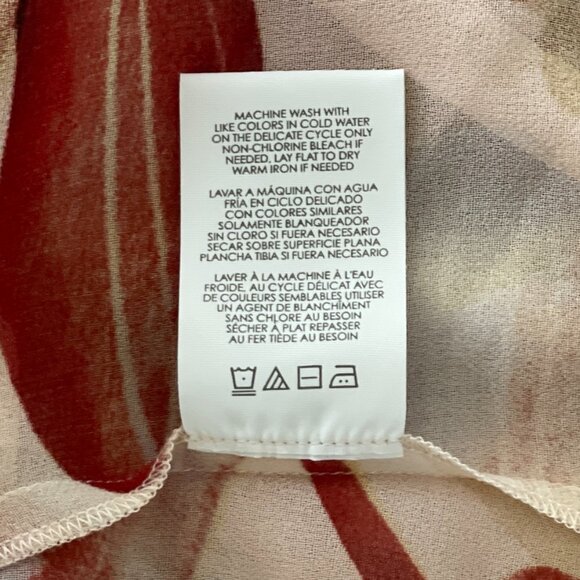 MACHINE WASH WITH
LIKE COLORS IN COLD WATER
ON THE DELICATE CYCLE ONLY
NON-CHLORINE BLEACH IF
NEEDED, LAY FLAT TO DRY
WARM IRON IF NEEDED
LAVAR A MÁQUINA CON AGUA
FRÍA EN CICLO DELICADO
CON COLORES SIMILARES
SOLAMENTE BLANQUEADOR
SIN CLORO SI FUERA NECESARIO
SECAR SOBRE SUPERFICIE PLANA
PLANCHA TIBIA SI FUERA NECESARIO
LAVER À LA MACHINE À L'EAU
FROIDE, AU CYCLE DÉLICAT AVEC
DE COULEURS SEMBLABLES UTILISER
UN AGENT DE BLANCHIMENT
SANS CHLORE AU BESOIN
SÉCHER À PLAT REPASSER
AU FER TIÈDE AU BESOIN